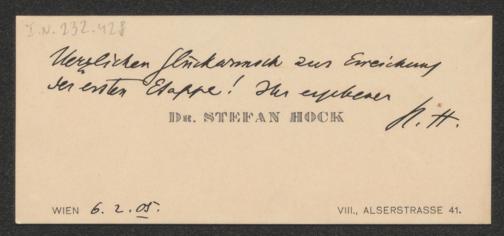 I.N. 232.428
Herzlichen Glückwunsch zur Erreichung
der ersten Etappe! Ihr ergebener
DR. STEFAN HOCK
St. H.
WIEN 6. 2. 05.
VIII., ALSERSTRASSE 41.